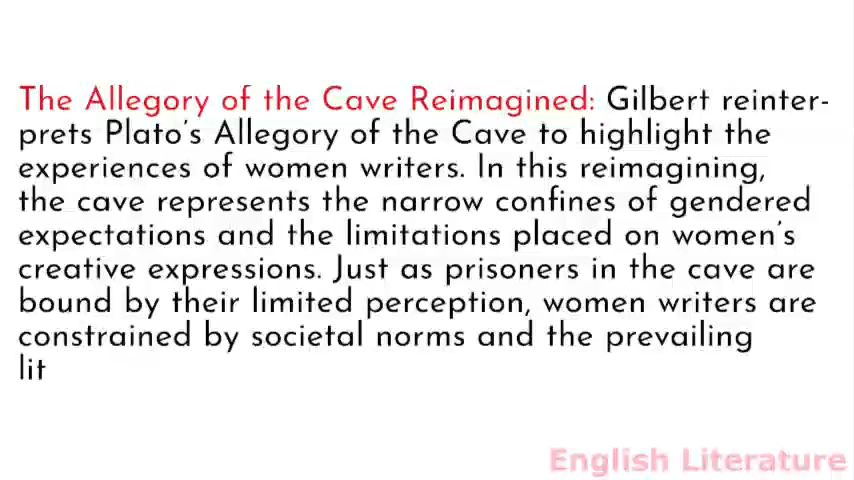 The Allegory of the Cave Reimagined: Gilbert reinter-
prets Plato's Allegory of the Cave to highlight the
experiences of women writers. In this reimagining,
the cave represents the narrow confines of gendered
expectations and the limitations placed on women's
creative expressions. Just as prisoners in the cave are
bound by their limited perception, women writers are
constrained by societal norms and the prevailing
lit
English Literature